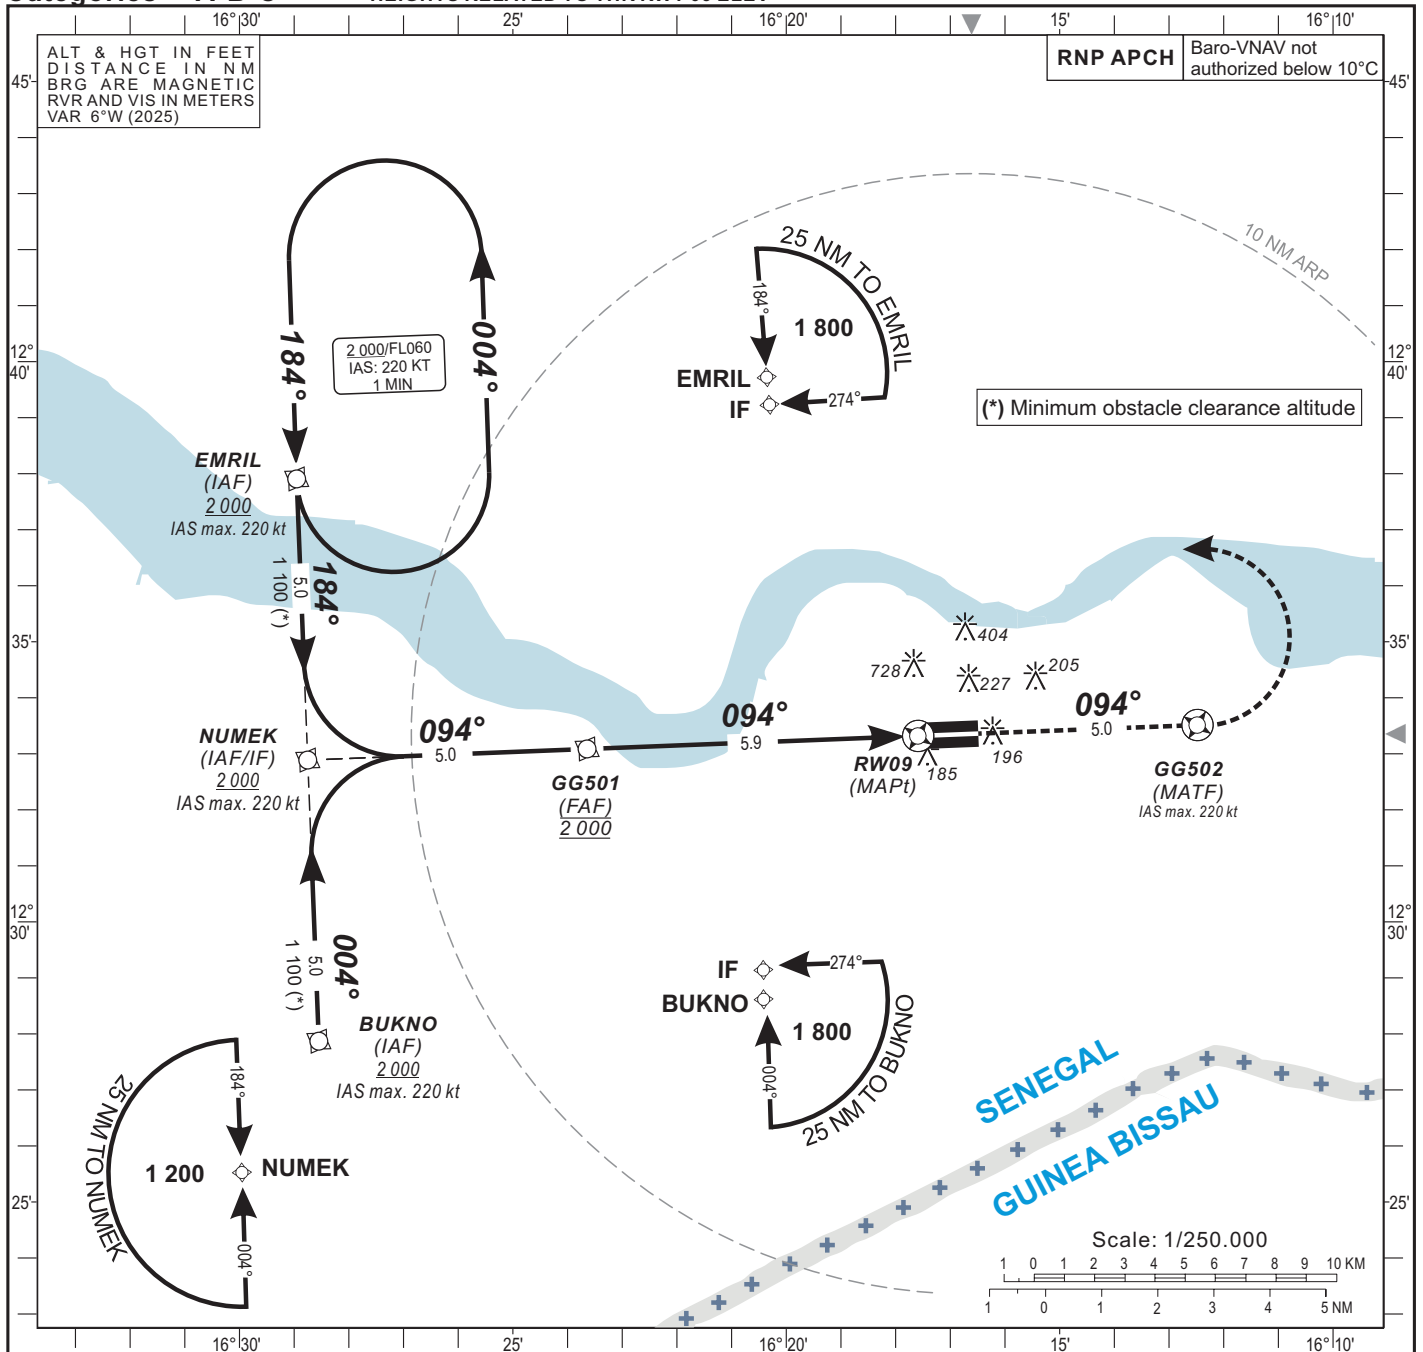 16°30' 25' 16°20' 15' 16°10'
ALT & HGT IN FEET
DISTANCE IN NM
BRG ARE MAGNETIC
RVR AND VIS IN METERS
VAR 6°W (2025)
RNP APCH
Baro-VNAV not
authorized below 10°C
45' 45'
10 NM ARP
25 NM TO EMRIL
184°
1 800
EMRIL
IF
274°
184°
004°
2 000/FL060
IAS: 220 KT
1 MIN
12°
40'
12°
40'
(*) Minimum obstacle clearance altitude
EMRIL
(IAF)
2 000
IAS max. 220 kt
184°
5.0
1 100 (*)
35' 35'
404
728
227
205
NUMEK
(IAF/IF)
2 000
IAS max. 220 kt
094°
5.0
GG501
(FAF)
2 000
094°
5.9
RW09
(MAPt)
185
196
094°
5.0
GG502
(MATF)
IAS max. 220 kt
12°
30'
12°
30'
004°
5.0
1 100 (*)
BUKNO
(IAF)
2 000
IAS max. 220 kt
IF
274°
BUKNO
1 800
004°
25 NM TO BUKNO
25 NM TO NUMEK
184°
1 200
NUMEK
004°
SENEGAL
GUINEA BISSAU
25' 25'
Scale: 1/250.000
1 0 1 2 3 4 5 6 7 8 9 10 KM
1 0 1 2 3 4 5 NM
16°30' 25' 16°20' 15' 16°10'